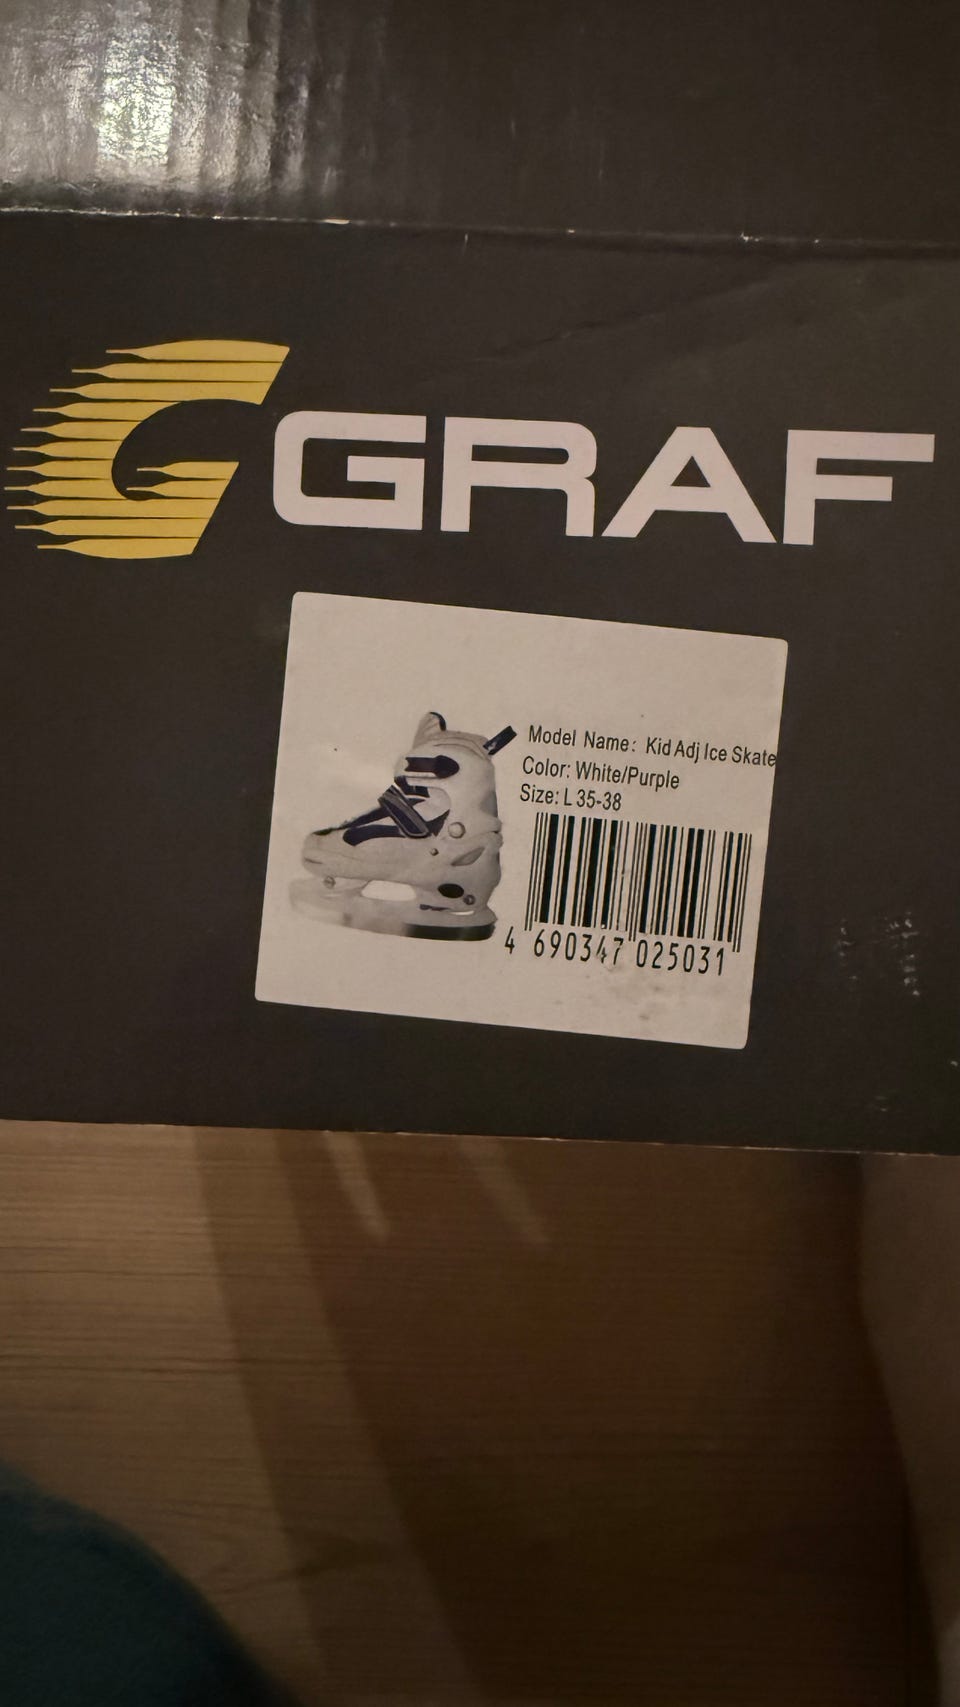 GRAF
Model Name: Kid Adj Ice Skate
Color: White/Purple
Size: L 35-38
4 690347 025031